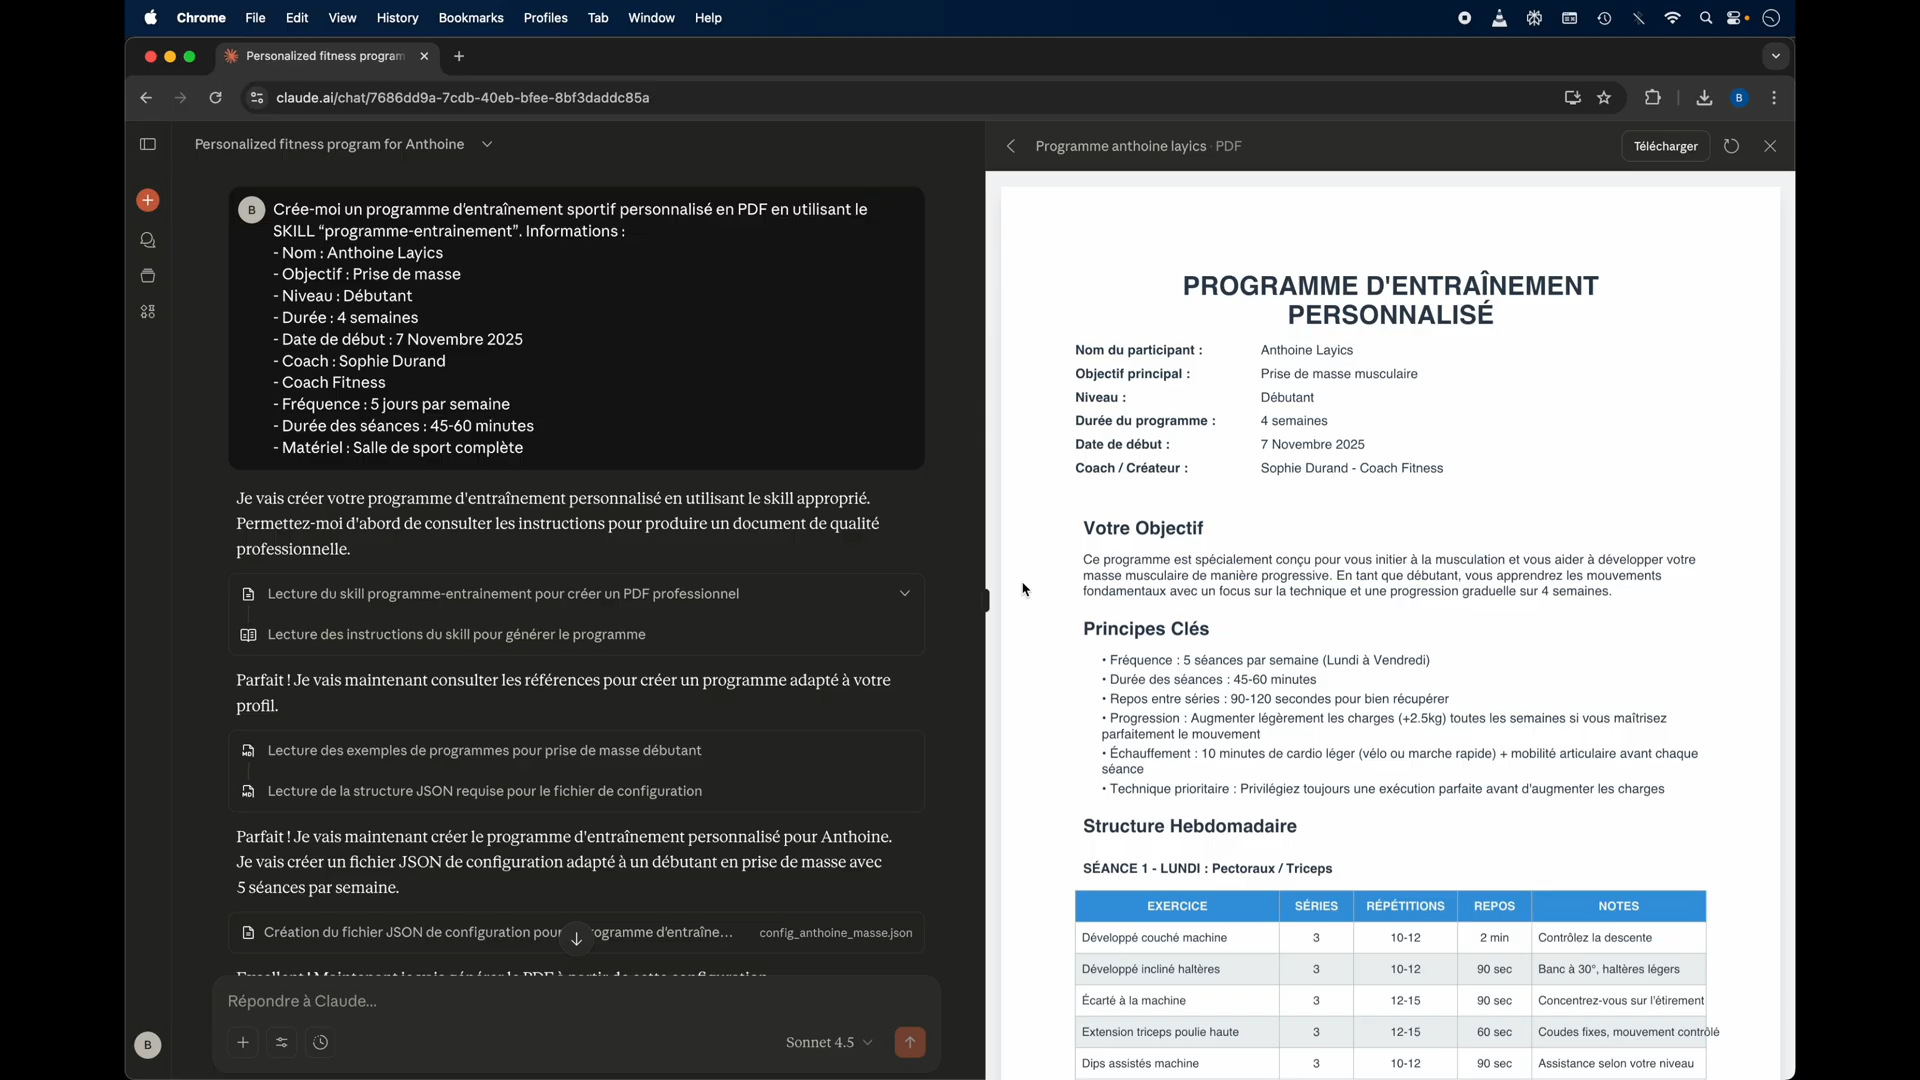 Chrome File Edit View History Bookmarks Profiles Tab Window Help
Personalized fitness program
claude.ai/chat/7686dd9a-7cdb-40eb-bfee-8bf3daddc85a
B
Personalized fitness program for Anthoine
B
Crée-moi un programme d'entraînement sportif personnalisé en PDF en utilisant le
SKILL “programme-entrainement”. Informations :
- Nom : Anthoine Layics
- Objectif : Prise de masse
- Niveau : Débutant
- Durée : 4 semaines
- Date de début : 7 Novembre 2025
- Coach : Sophie Durand
- Coach Fitness
- Fréquence : 5 jours par semaine
- Durée des séances : 45-60 minutes
- Matériel : Salle de sport complète
Je vais créer votre programme d'entraînement personnalisé en utilisant le skill approprié.
Permettez-moi d'abord de consulter les instructions pour produire un document de qualité
professionnelle.
Lecture du skill programme-entrainement pour créer un PDF professionnel
Lecture des instructions du skill pour générer le programme
Parfait ! Je vais maintenant consulter les références pour créer un programme adapté à votre
profil.
Lecture des exemples de programmes pour prise de masse débutant
Lecture de la structure JSON requise pour le fichier de configuration
Parfait ! Je vais maintenant créer le programme d'entraînement personnalisé pour Anthoine.
Je vais créer un fichier JSON de configuration adapté à un débutant en prise de masse avec
5 séances par semaine.
Création du fichier JSON de configuration pour programme d'entraîne... config_anthoine_masse.json
Excellent ! Maintenant je vais générer le PDF à partir de cette configuration
Répondre à Claude...
Sonnet 4.5
B
Programme anthoine layics · PDF
Télécharger
PROGRAMME D'ENTRAÎNEMENT
PERSONNALISÉ
Nom du participant : Anthoine Layics
Objectif principal : Prise de masse musculaire
Niveau : Débutant
Durée du programme : 4 semaines
Date de début : 7 Novembre 2025
Coach / Créateur : Sophie Durand - Coach Fitness
Votre Objectif
Ce programme est spécialement conçu pour vous initier à la musculation et vous aider à développer votre
masse musculaire de manière progressive. En tant que débutant, vous apprendrez les mouvements
fondamentaux avec un focus sur la technique et une progression graduelle sur 4 semaines.
Principes Clés
• Fréquence : 5 séances par semaine (Lundi à Vendredi)
• Durée des séances : 45-60 minutes
• Repos entre séries : 90-120 secondes pour bien récupérer
• Progression : Augmenter légèrement les charges (+2.5kg) toutes les semaines si vous maîtrisez
parfaitement le mouvement
• Échauffement : 10 minutes de cardio léger (vélo ou marche rapide) + mobilité articulaire avant chaque
séance
• Technique prioritaire : Privilégiez toujours une exécution parfaite avant d'augmenter les charges
Structure Hebdomadaire
SÉANCE 1 - LUNDI : Pectoraux / Triceps
EXERCICE SÉRIES RÉPÉTITIONS REPOS NOTES
Développé couché machine 3 10-12 2 min Contrôlez la descente
Développé incliné haltères 3 10-12 90 sec Banc à 30°, haltères légers
Écarté à la machine 3 12-15 90 sec Concentrez-vous sur l'étirement
Extension triceps poulie haute 3 12-15 60 sec Coudes fixes, mouvement contrôlé
Dips assistés machine 3 10-12 90 sec Assistance selon votre niveau